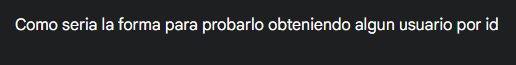 Como seria la forma para probarlo obteniendo algun usuario por id